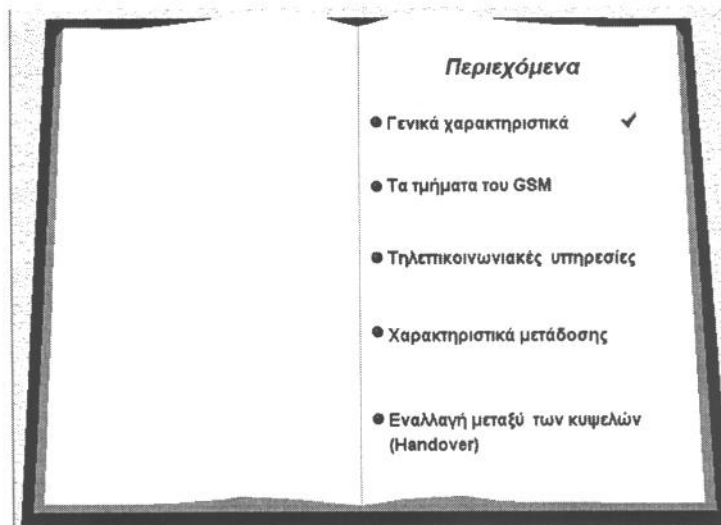 Περιεχόμενα
● Γενικά χαρακτηριστικά ✓
● Τα τμήματα του GSM
● Τηλεπικοινωνιακές υπηρεσίες
● Χαρακτηριστικά μετάδοσης
● Εναλλαγή μεταξύ των κυψελών
(Handover)